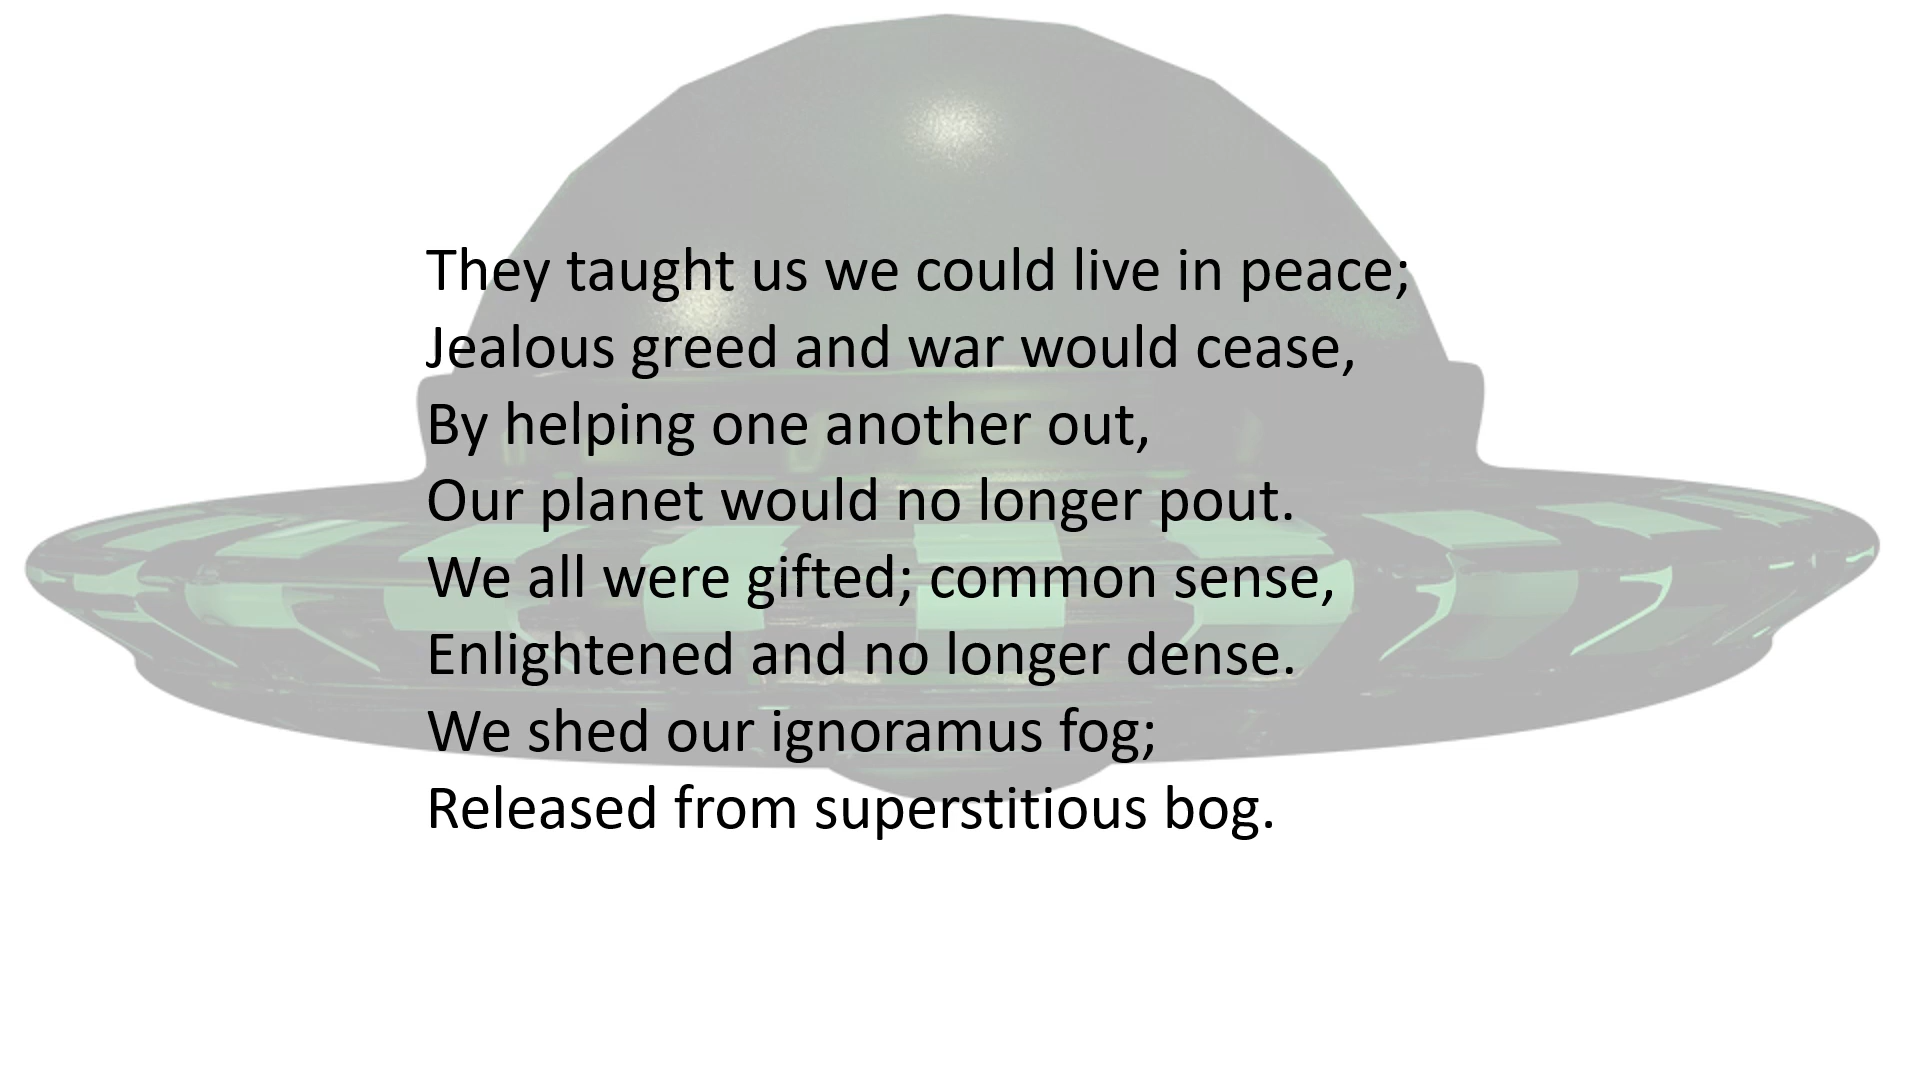 They taught us we could live in peace;
Jealous greed and war would cease,
By helping one another out,
Our planet would no longer pout.
We all were gifted; common sense,
Enlightened and no longer dense.
We shed our ignoramus fog;
Released from superstitious bog.